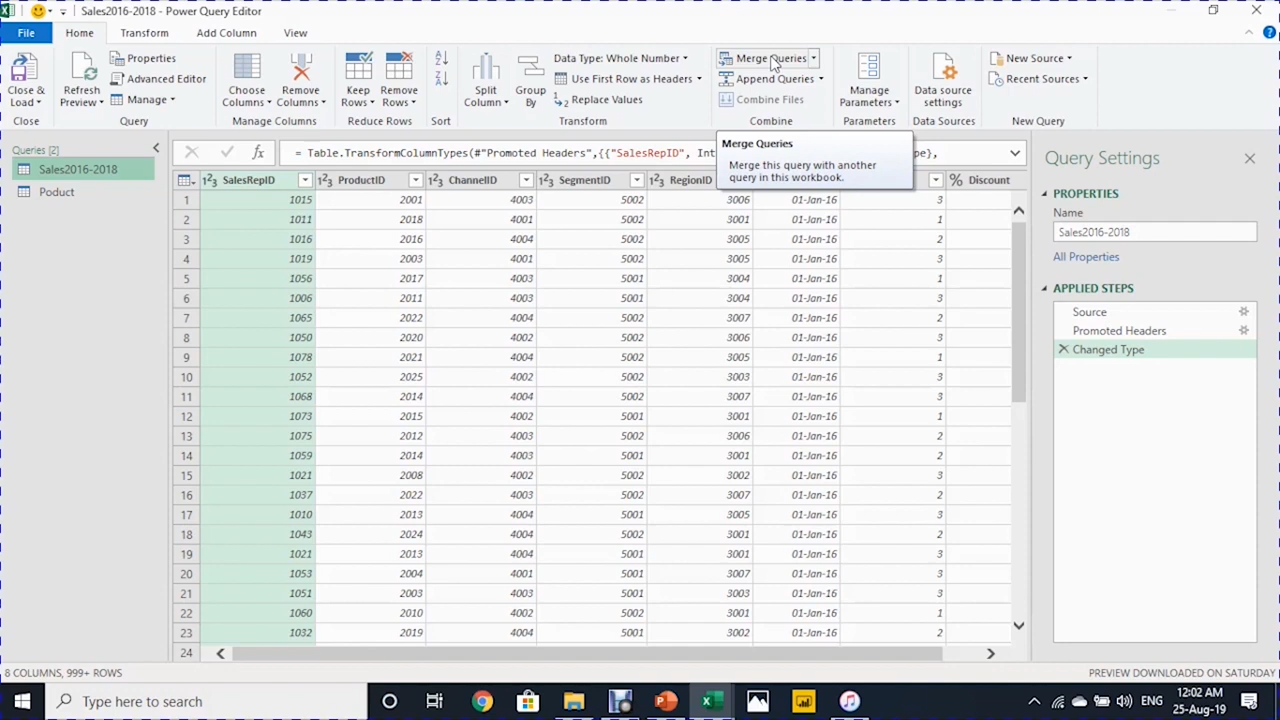 Sales2016-2018 - Power Query Editor
File Home Transform Add Column View
Close & Load
Refresh Preview
Properties
Advanced Editor
Manage
Choose Columns
Remove Columns
Keep Rows
Remove Rows
Split Column
Group By
Data Type: Whole Number
Use First Row as Headers
Replace Values
Merge Queries
Append Queries
Combine Files
Manage Parameters
Data source settings
New Source
Recent Sources
Close Query Manage Columns Reduce Rows Sort Transform Combine Parameters Data Sources New Query
Merge Queries
Merge this query with another
query in this workbook.
Queries [2]
Sales2016-2018
Poduct
= Table.TransformColumnTypes(#"Promoted Headers",{{"SalesRepID", Int
SalesRepID ProductID ChannelID SegmentID RegionID % Discount
1 1015 2001 4003 5002 3006 01-Jan-16 3
2 1011 2018 4001 5002 3003 01-Jan-16 1
3 1016 2016 4004 5002 3005 01-Jan-16 2
4 1019 2003 4001 5002 3005 01-Jan-16 3
5 1056 2017 4003 5001 3004 01-Jan-16 1
6 1006 2011 4003 5001 3004 01-Jan-16 3
7 1065 2022 4004 5002 3007 01-Jan-16 2
8 1050 2020 4002 5002 3006 01-Jan-16 3
9 1078 2021 4004 5002 3005 01-Jan-16 1
10 1052 2025 4002 5002 3003 01-Jan-16 3
11 1068 2014 4004 5002 3007 01-Jan-16 3
12 1073 2015 4002 5001 3001 01-Jan-16 1
13 1075 2012 4003 5002 3006 01-Jan-16 2
14 1059 2014 4003 5001 3001 01-Jan-16 2
15 1021 2008 4002 5002 3002 01-Jan-16 3
16 1037 2022 4003 5002 3007 01-Jan-16 2
17 1010 2013 4004 5001 3005 01-Jan-16 3
18 1043 2024 4002 5001 3001 01-Jan-16 2
19 1021 2013 4004 5001 3001 01-Jan-16 3
20 1053 2004 4001 5001 3007 01-Jan-16 3
21 1051 2003 4003 5001 3003 01-Jan-16 3
22 1060 2010 4002 5002 3001 01-Jan-16 1
23 1032 2019 4004 5001 3002 01-Jan-16 2
24
Query Settings
PROPERTIES
Name
Sales2016-2018
All Properties
APPLIED STEPS
Source
Promoted Headers
Changed Type
8 COLUMNS, 999+ ROWS
PREVIEW DOWNLOADED ON SATURDAY
Type here to search
ENG
12:02 AM
25-Aug-19